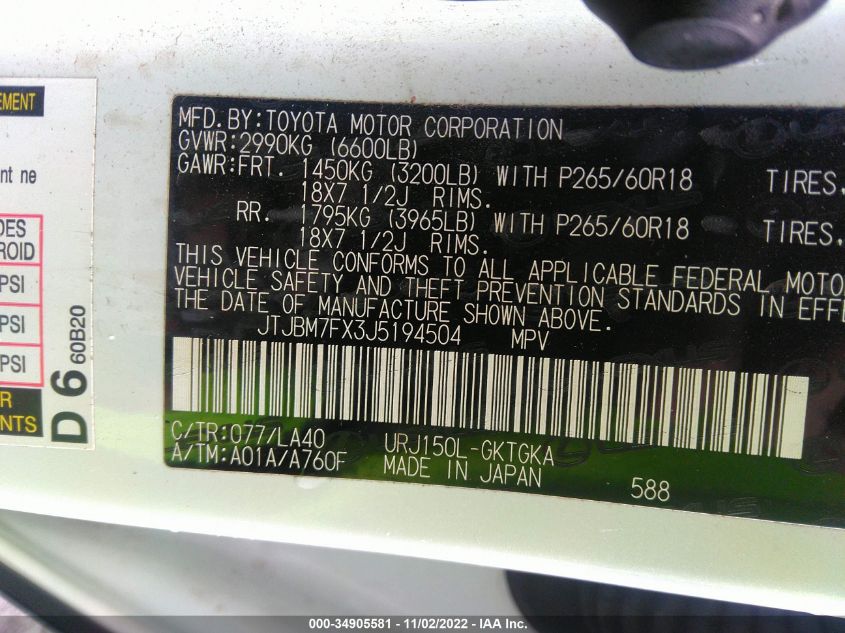 EMENT
nt ne
DES
ROID
PSI
PSI
PSI
R
NTS
D 6 60B20
MFD. BY: TOYOTA MOTOR CORPORATION
GVWR: 2990KG (6600LB)
GAWR: FRT. 1450KG (3200LB) WITH P265/60R18 TIRES,
18X7 1/2J RIMS.
RR. 1795KG (3965LB) WITH P265/60R18 TIRES,
18X7 1/2J RIMS.
THIS VEHICLE CONFORMS TO ALL APPLICABLE FEDERAL MOTO
VEHICLE SAFETY AND THEFT PREVENTION STANDARDS IN EFFE
THE DATE OF MANUFACTURE SHOWN ABOVE.
JTJBM7FX3J5194504 MPV
C/TR: 077/LA40 URJ150L-GKTGKA
A/TM: A01A/A760F MADE IN JAPAN 588
000-34905581 - 11/02/2022 - IAA Inc.